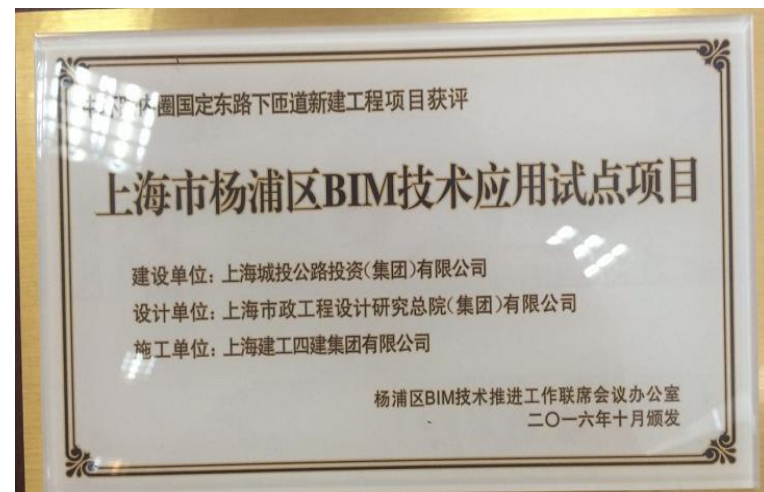 内圈国定东路下匝道新建工程项目获评
上海市杨浦区BIM技术应用试点项目
建设单位：上海城投公路投资（集团）有限公司
设计单位：上海市政工程设计研究总院（集团）有限公司
施工单位：上海建工四建集团有限公司
杨浦区BIM技术推进工作联席会议办公室
二〇一六年十月颁发